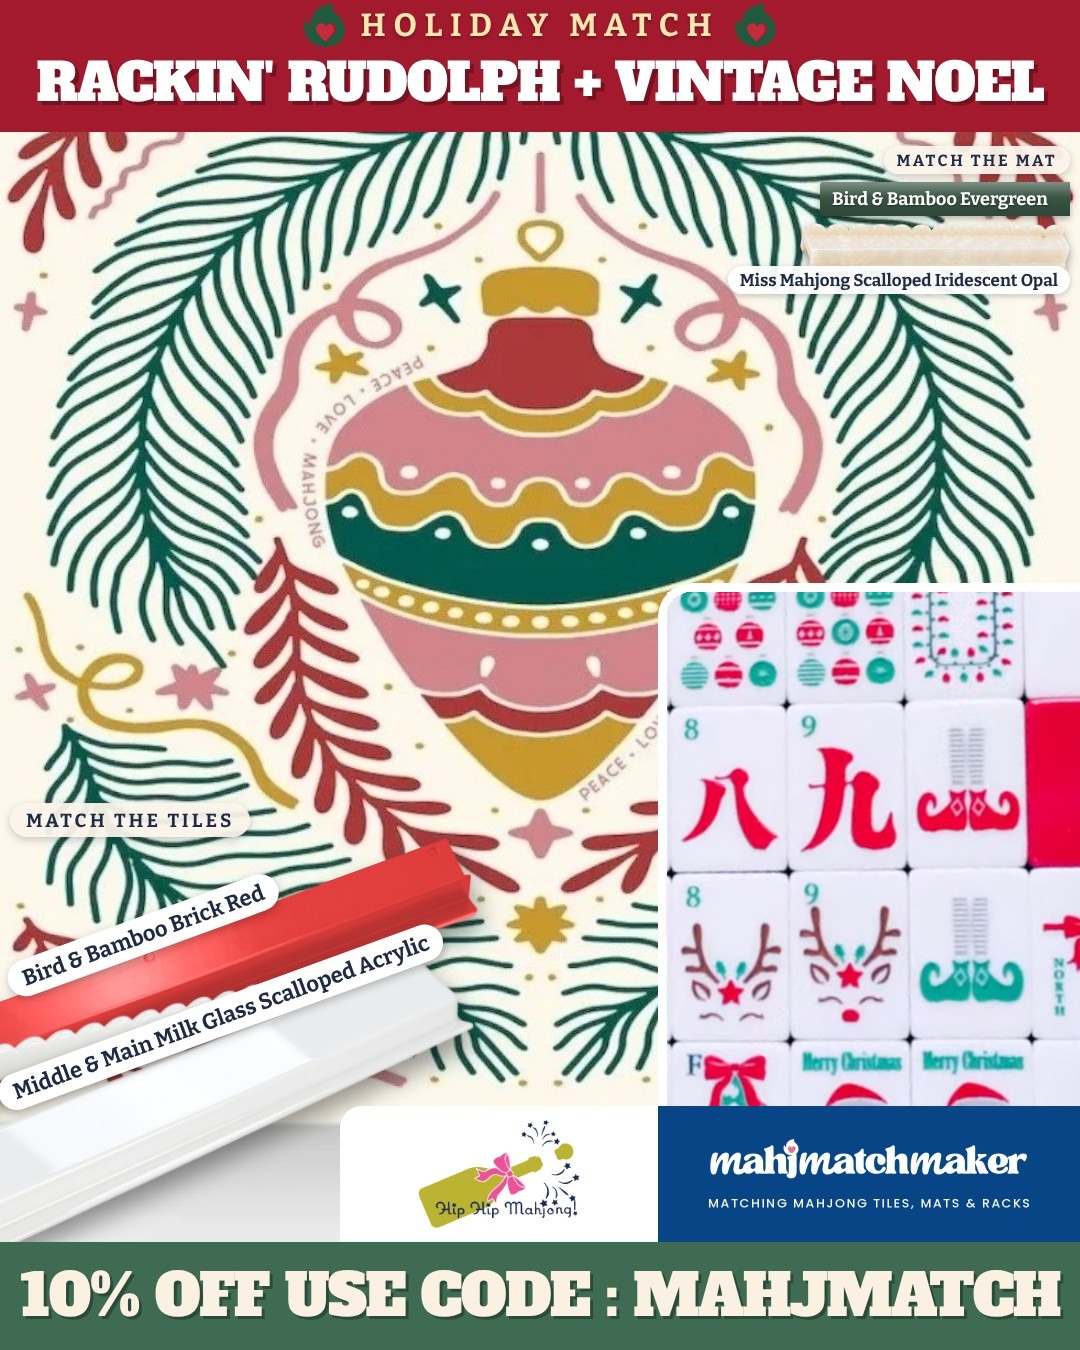 HOLIDAY MATCH
RACKIN' RUDOLPH + VINTAGE NOEL
MATCH THE MAT
Bird & Bamboo Evergreen
Miss Mahjong Scalloped Iridescent Opal
PEACE • LOVE • MAHJONG
PEACE • LOV
8
9
八
九
8
9
NORTH
F
Merry Christmas
Merry Christmas
MATCH THE TILES
Bird & Bamboo Brick Red
Middle & Main Milk Glass Scalloped Acrylic
Hip Hip Mahjong!
mahjmatchmaker
MATCHING MAHJONG TILES, MATS & RACKS
10% OFF USE CODE : MAHJMATCH